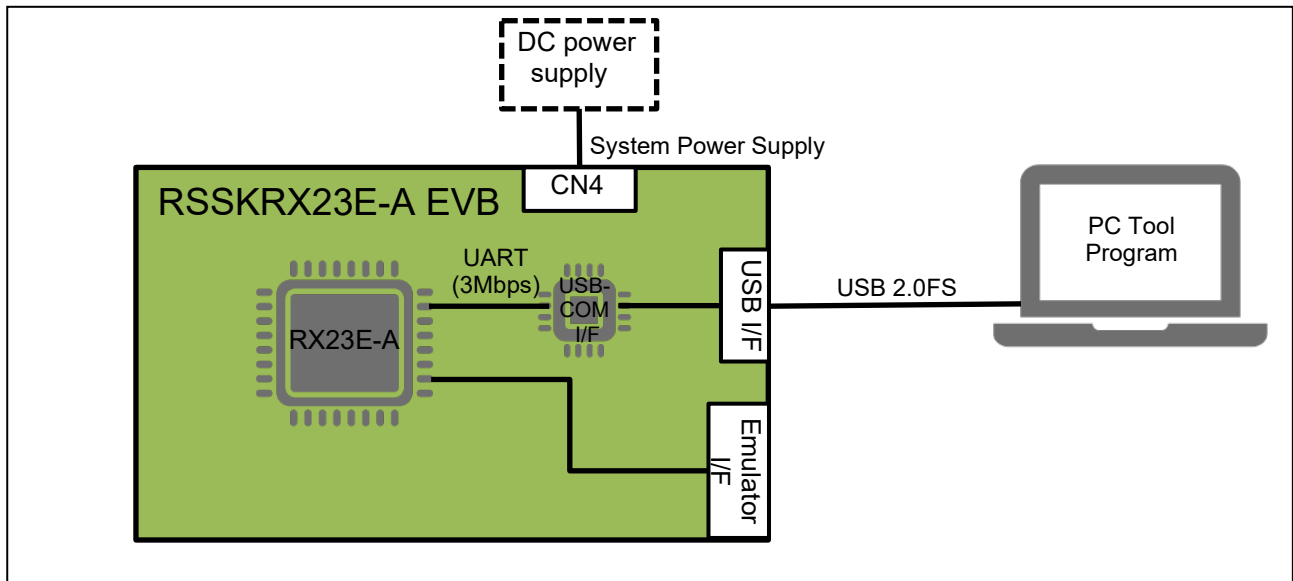 DC power
supply
System Power Supply
CN4
RSSKRX23E-A EVB
UART
(3Mbps)
USB-
COM
I/F
RX23E-A
USB I/F
USB 2.0FS
PC Tool
Program
Emulator
I/F